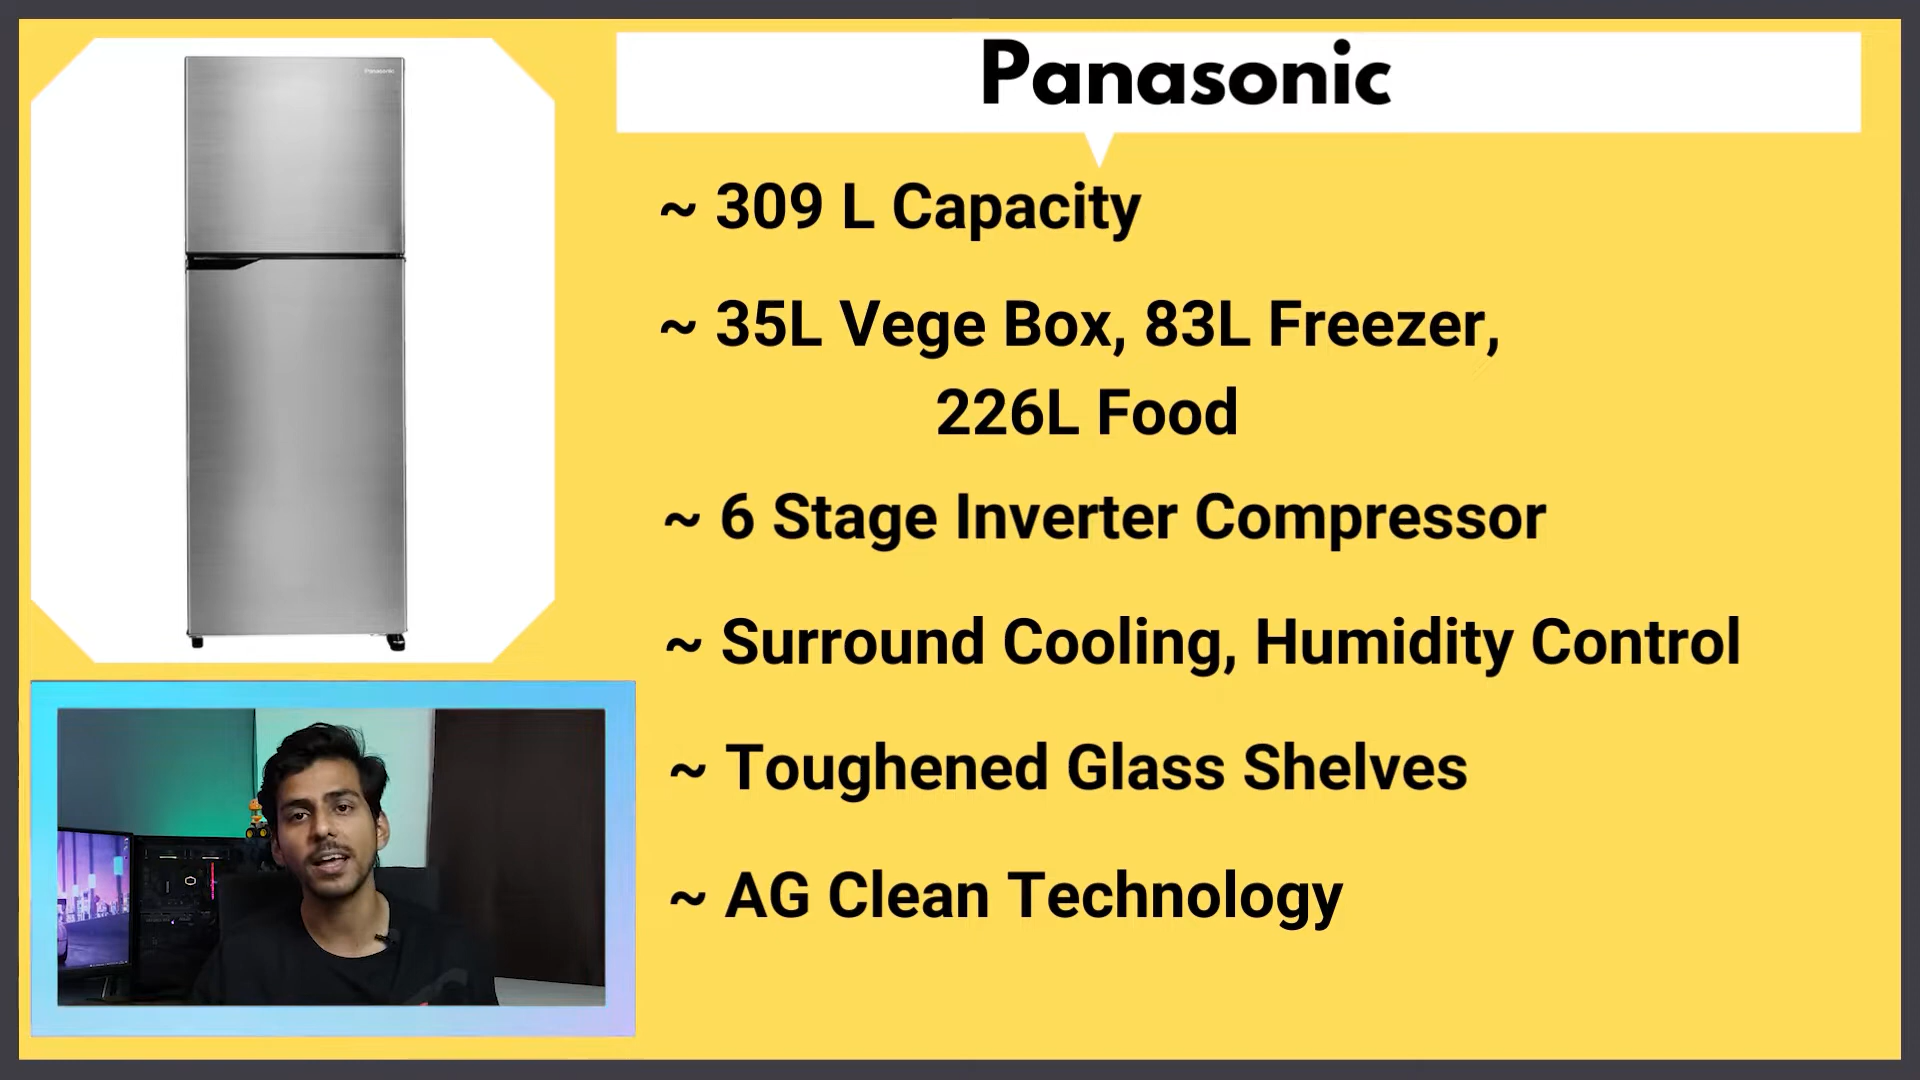 Panasonic
Panasonic
~ 309 L Capacity
~ 35L Vege Box, 83L Freezer,
226L Food
~ 6 Stage Inverter Compressor
~ Surround Cooling, Humidity Control
~ Toughened Glass Shelves
~ AG Clean Technology